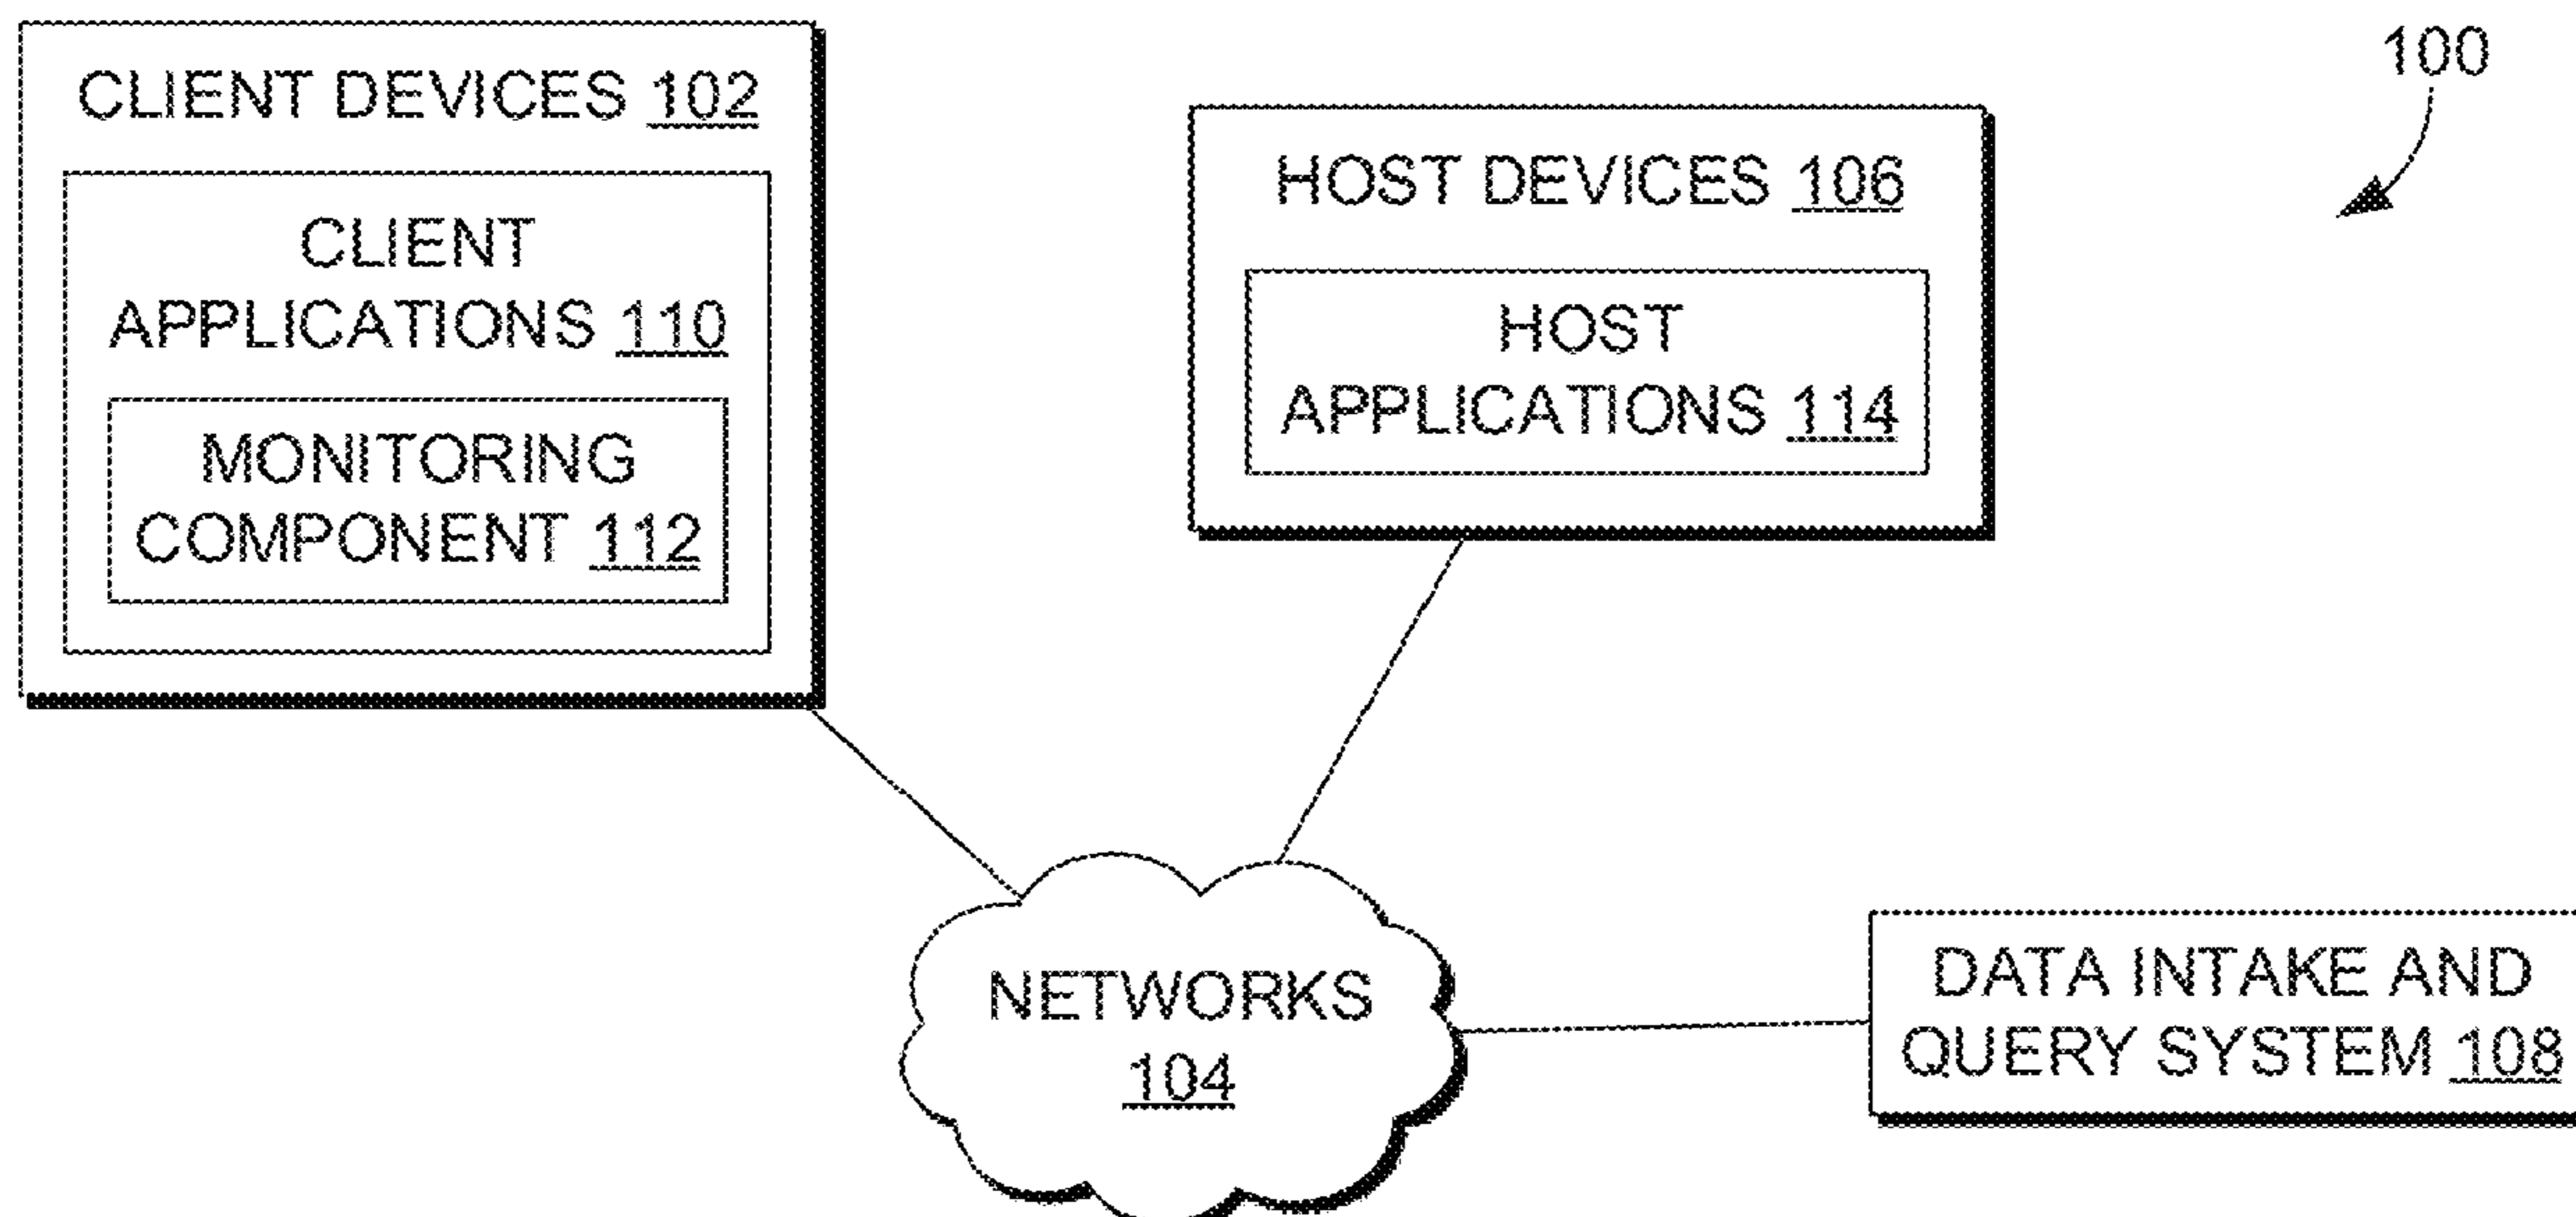 100
CLIENT DEVICES 102
CLIENT
APPLICATIONS 110
MONITORING
COMPONENT 112
HOST DEVICES 106
HOST
APPLICATIONS 114
NETWORKS
104
DATA INTAKE AND
QUERY SYSTEM 108